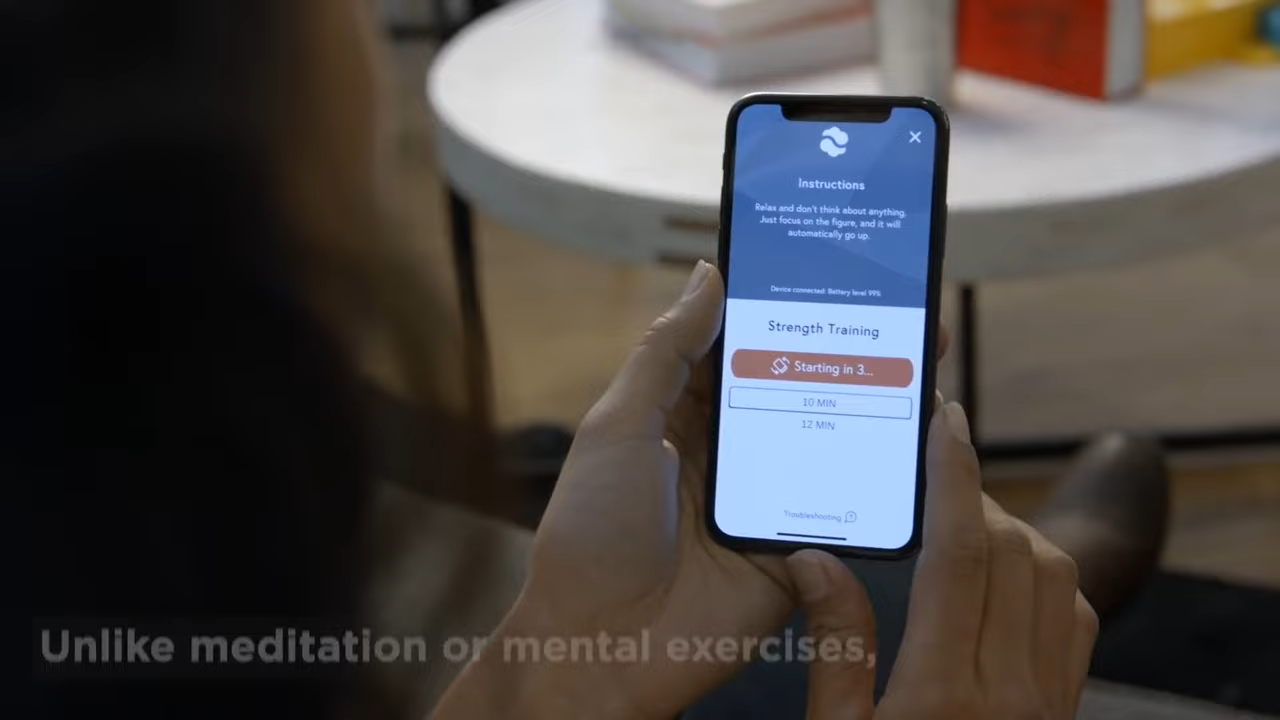 Instructions
Relax and don't think about anything.
Just focus on the figure, and it will
automatically go up.
Device connected: Battery level 99%
Strength Training
Starting in 3...
10 MIN
12 MIN
Troubleshooting
Unlike meditation or mental exercises,